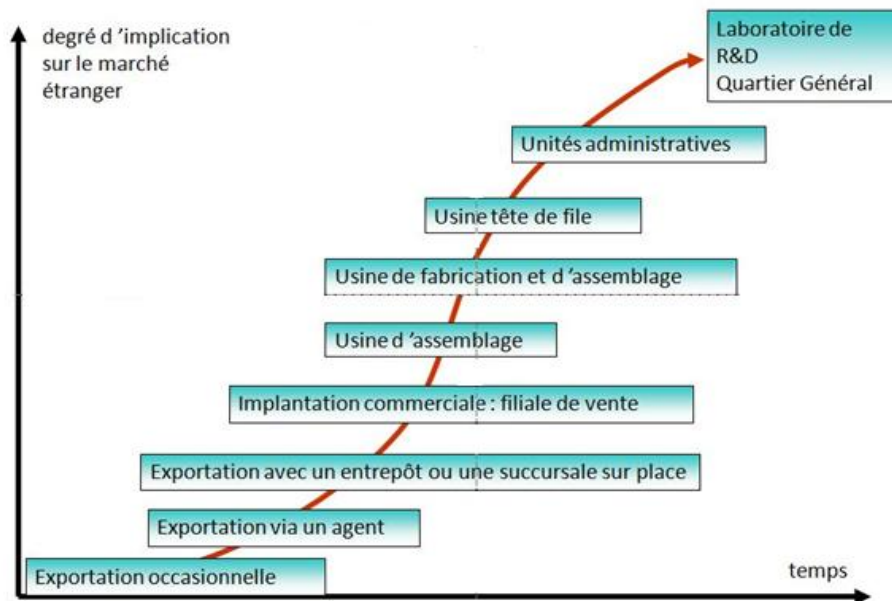 degré d ’implication
sur le marché
étranger
Laboratoire de
R&D
Quartier Général
Unités administratives
Usine tête de file
Usine de fabrication et d ’assemblage
Usine d ’assemblage
Implantation commerciale : filiale de vente
Exportation avec un entrepôt ou une succursale sur place
Exportation via un agent
Exportation occasionnelle
temps